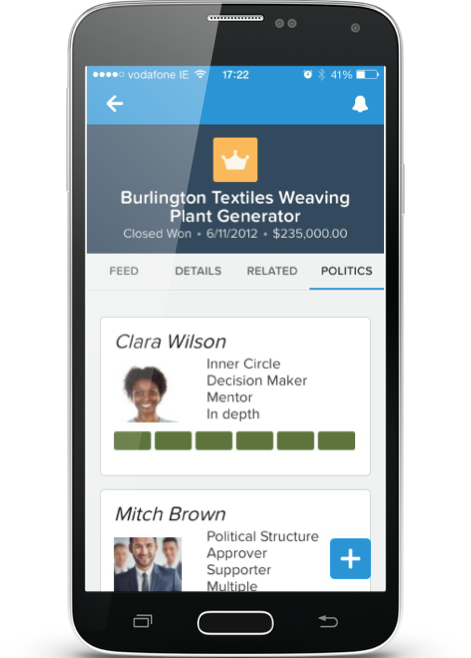 vodafone IE 17:22 41%
Burlington Textiles Weaving
Plant Generator
Closed Won • 6/11/2012 • $235,000.00
FEED DETAILS RELATED POLITICS
Clara Wilson
Inner Circle
Decision Maker
Mentor
In depth
Mitch Brown
Political Structure
Approver
Supporter
Multiple